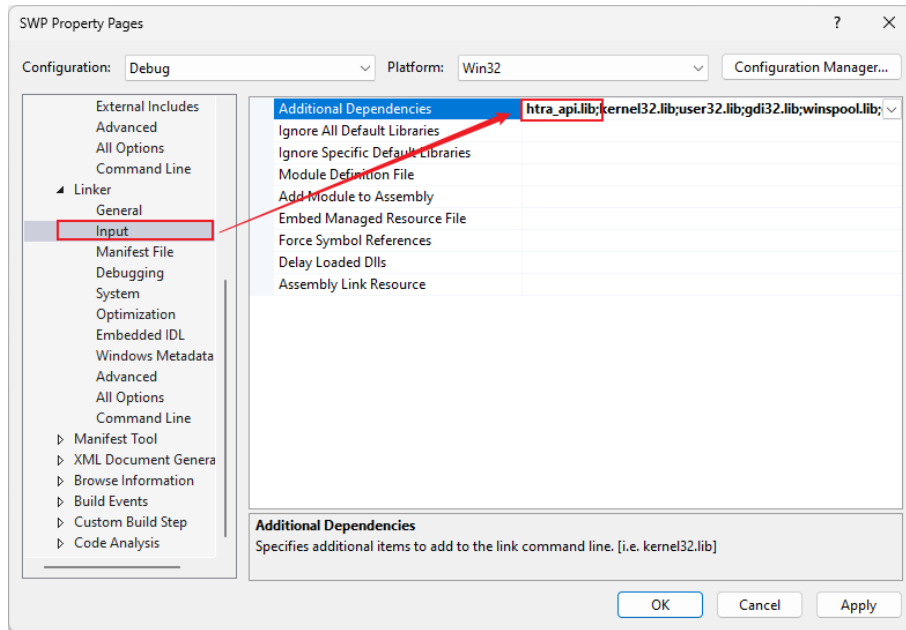 SWP Property Pages
Configuration: Debug Platform: Win32 Configuration Manager...
External Includes
Advanced
All Options
Command Line
Linker
General
Input
Manifest File
Debugging
System
Optimization
Embedded IDL
Windows Metadata
Advanced
All Options
Command Line
Manifest Tool
XML Document Genera
Browse Information
Build Events
Custom Build Step
Code Analysis
Additional Dependencies htra_api.lib;kernel32.lib;user32.lib;gdi32.lib;winspool.lib;
Ignore All Default Libraries
Ignore Specific Default Libraries
Module Definition File
Add Module to Assembly
Embed Managed Resource File
Force Symbol References
Delay Loaded Dlls
Assembly Link Resource
Additional Dependencies
Specifies additional items to add to the link command line. [i.e. kernel32.lib]
OK Cancel Apply